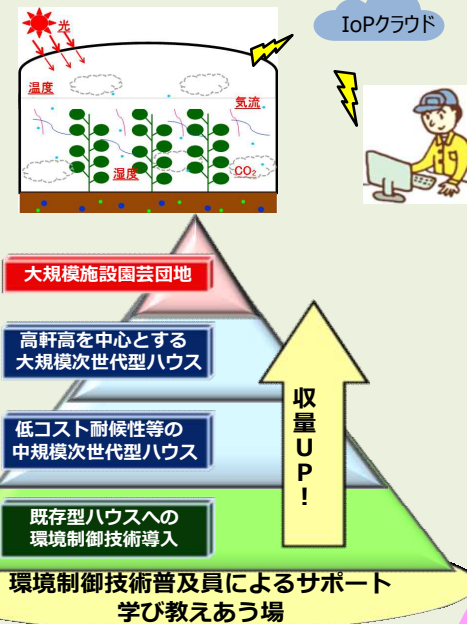 光
IoPクラウド
温度
気流
湿度
CO₂
大規模施設園芸団地
高軒高を中心とする
大規模次世代型ハウス
低コスト耐候性等の
中規模次世代型ハウス
既存型ハウスへの
環境制御技術導入
収量UP!
環境制御技術普及員によるサポート
学び教えあう場